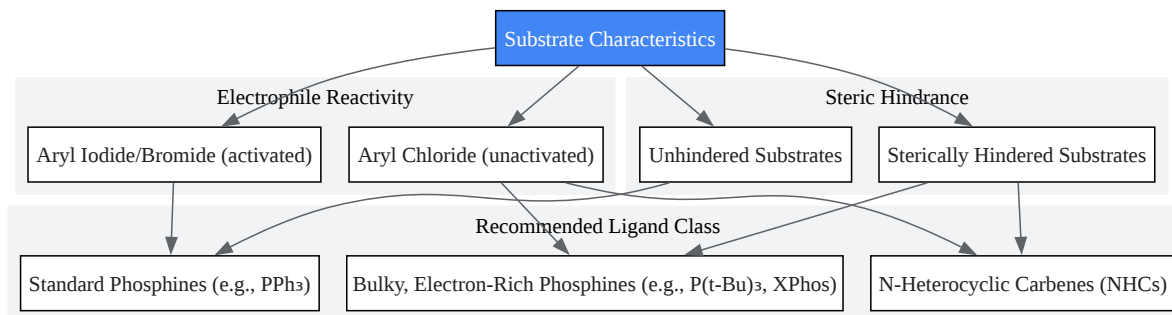 Substrate Characteristics
Electrophile Reactivity
Steric Hindrance
Aryl Iodide/Bromide (activated)
Aryl Chloride (unactivated)
Unhindered Substrates
Sterically Hindered Substrates
Recommended Ligand Class
Standard Phosphines (e.g., PPh₃)
Bulky, Electron-Rich Phosphines (e.g., P(t-Bu)₃, XPhos)
N-Heterocyclic Carbenes (NHCs)